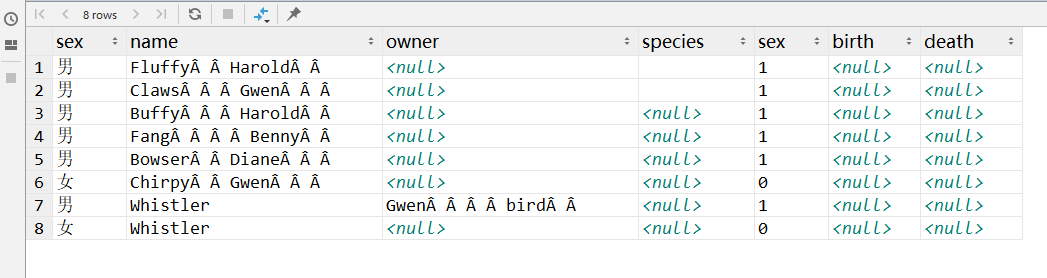 8 rows
sex name owner species sex birth death
1 男 FluffyÂ Â HaroldÂ Â <null> 1 <null> <null>
2 男 ClawsÂ Â Â GwenÂ Â Â <null> 1 <null> <null>
3 男 BuffyÂ Â Â HaroldÂ Â <null> <null> 1 <null> <null>
4 男 FangÂ Â Â Â BennyÂ Â Â <null> <null> 1 <null> <null>
5 男 BowserÂ Â DianeÂ Â Â <null> <null> 1 <null> <null>
6 女 ChirpyÂ Â GwenÂ Â Â <null> <null> 0 <null> <null>
7 男 Whistler GwenÂ Â Â Â birdÂ Â <null> 1 <null> <null>
8 女 Whistler <null> <null> 0 <null> <null>